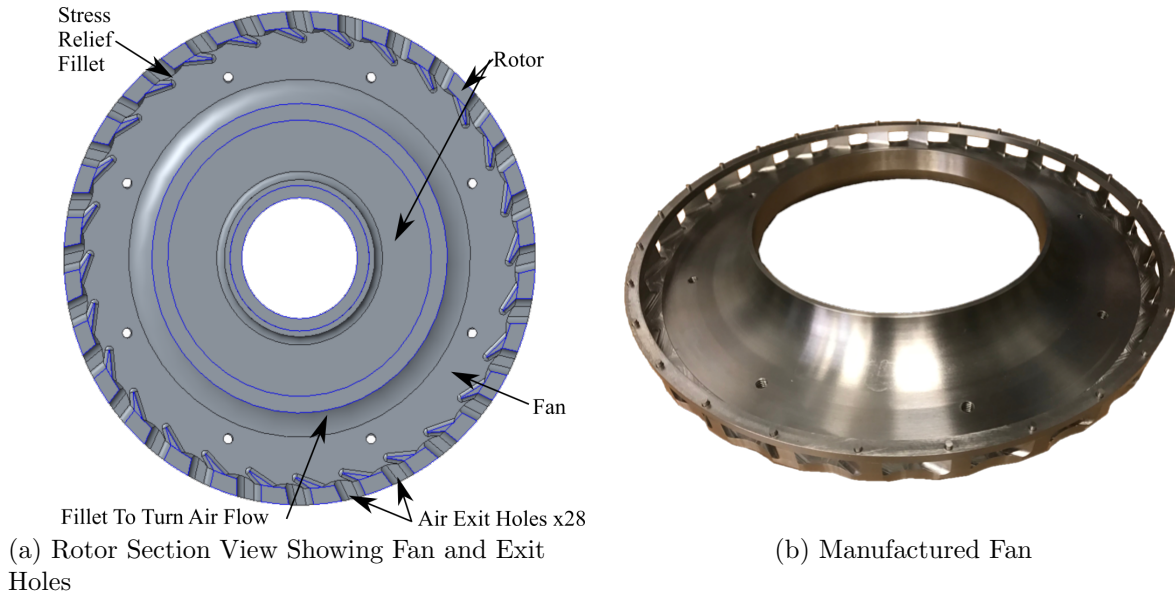 Stress
Relief
Fillet
Rotor
Fan
Fillet To Turn Air Flow
Air Exit Holes x28
(a) Rotor Section View Showing Fan and Exit
Holes
(b) Manufactured Fan